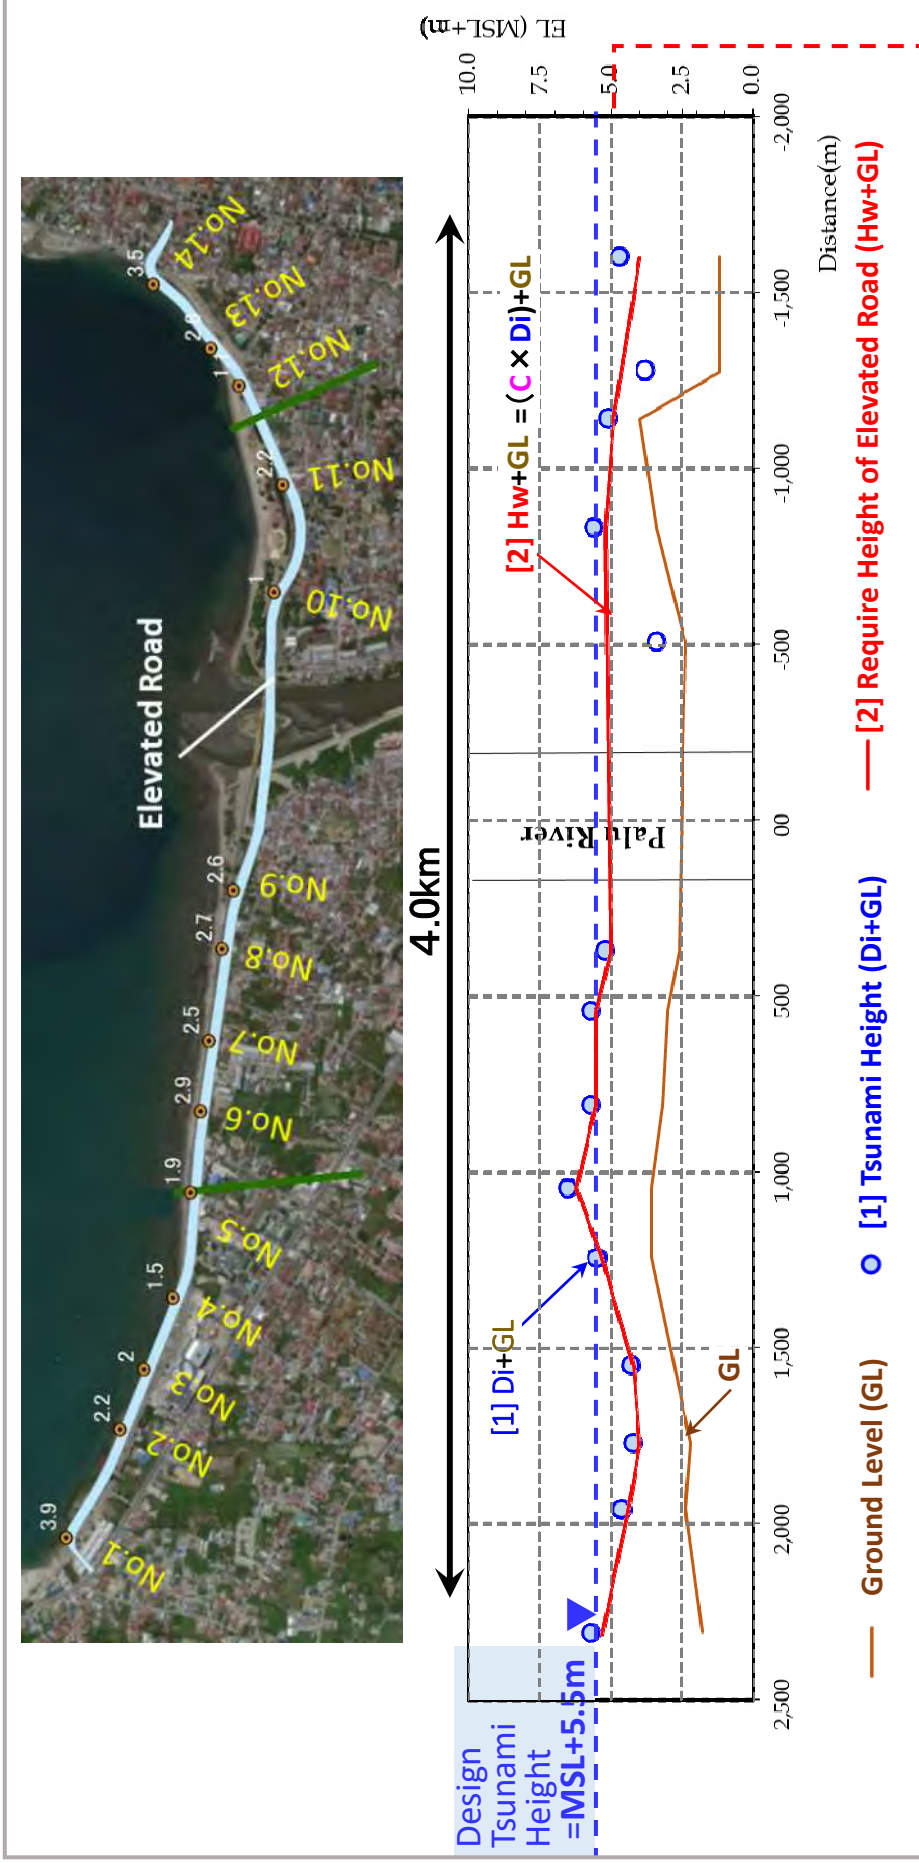 3.9
2.2
2
1.5
1.9
2.9
2.5
2.7
2.6
1
2.2
3.5
No.1
No.2
No.3
No.4
No.5
No.6
No.7
No.8
No.9
No.10
No.11
No.12
No.13
No.14
Elevated Road
4.0km
Design
Tsunami
Height
=MSL+5.5m
[1] Di+GL
[2] Hw+GL = (C × Di)+GL
GL
Palu River
EL (MSL+m)
10.0
7.5
5.0
2.5
0.0
2,500
2,000
1,500
1,000
500
00
-500
-1,000
-1,500
-2,000
Distance(m)
Ground Level (GL)
[1] Tsunami Height (Di+GL)
[2] Require Height of Elevated Road (Hw+GL)